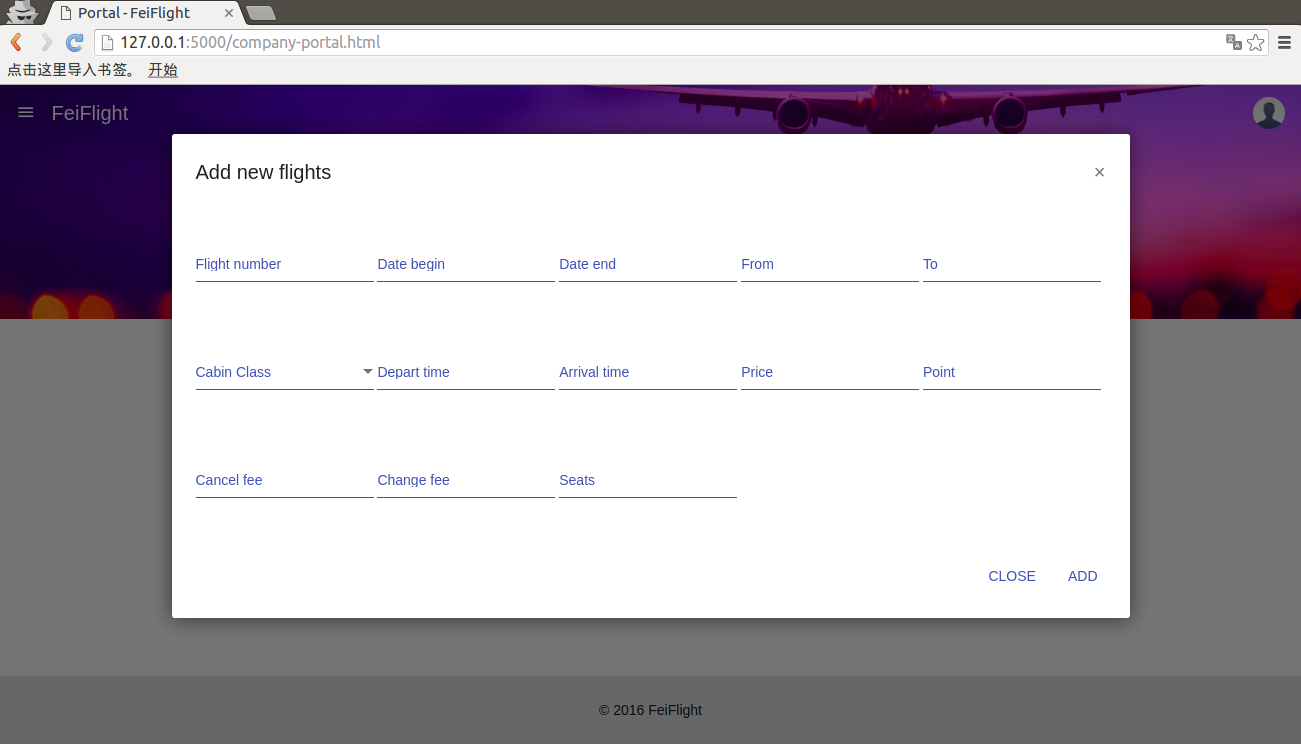 Portal - FeiFlight
127.0.0.1:5000/company-portal.html
点击这里导入书签。 开始
FeiFlight
Add new flights
Flight number Date begin Date end From To
Cabin Class Depart time Arrival time Price Point
Cancel fee Change fee Seats
CLOSE ADD
© 2016 FeiFlight